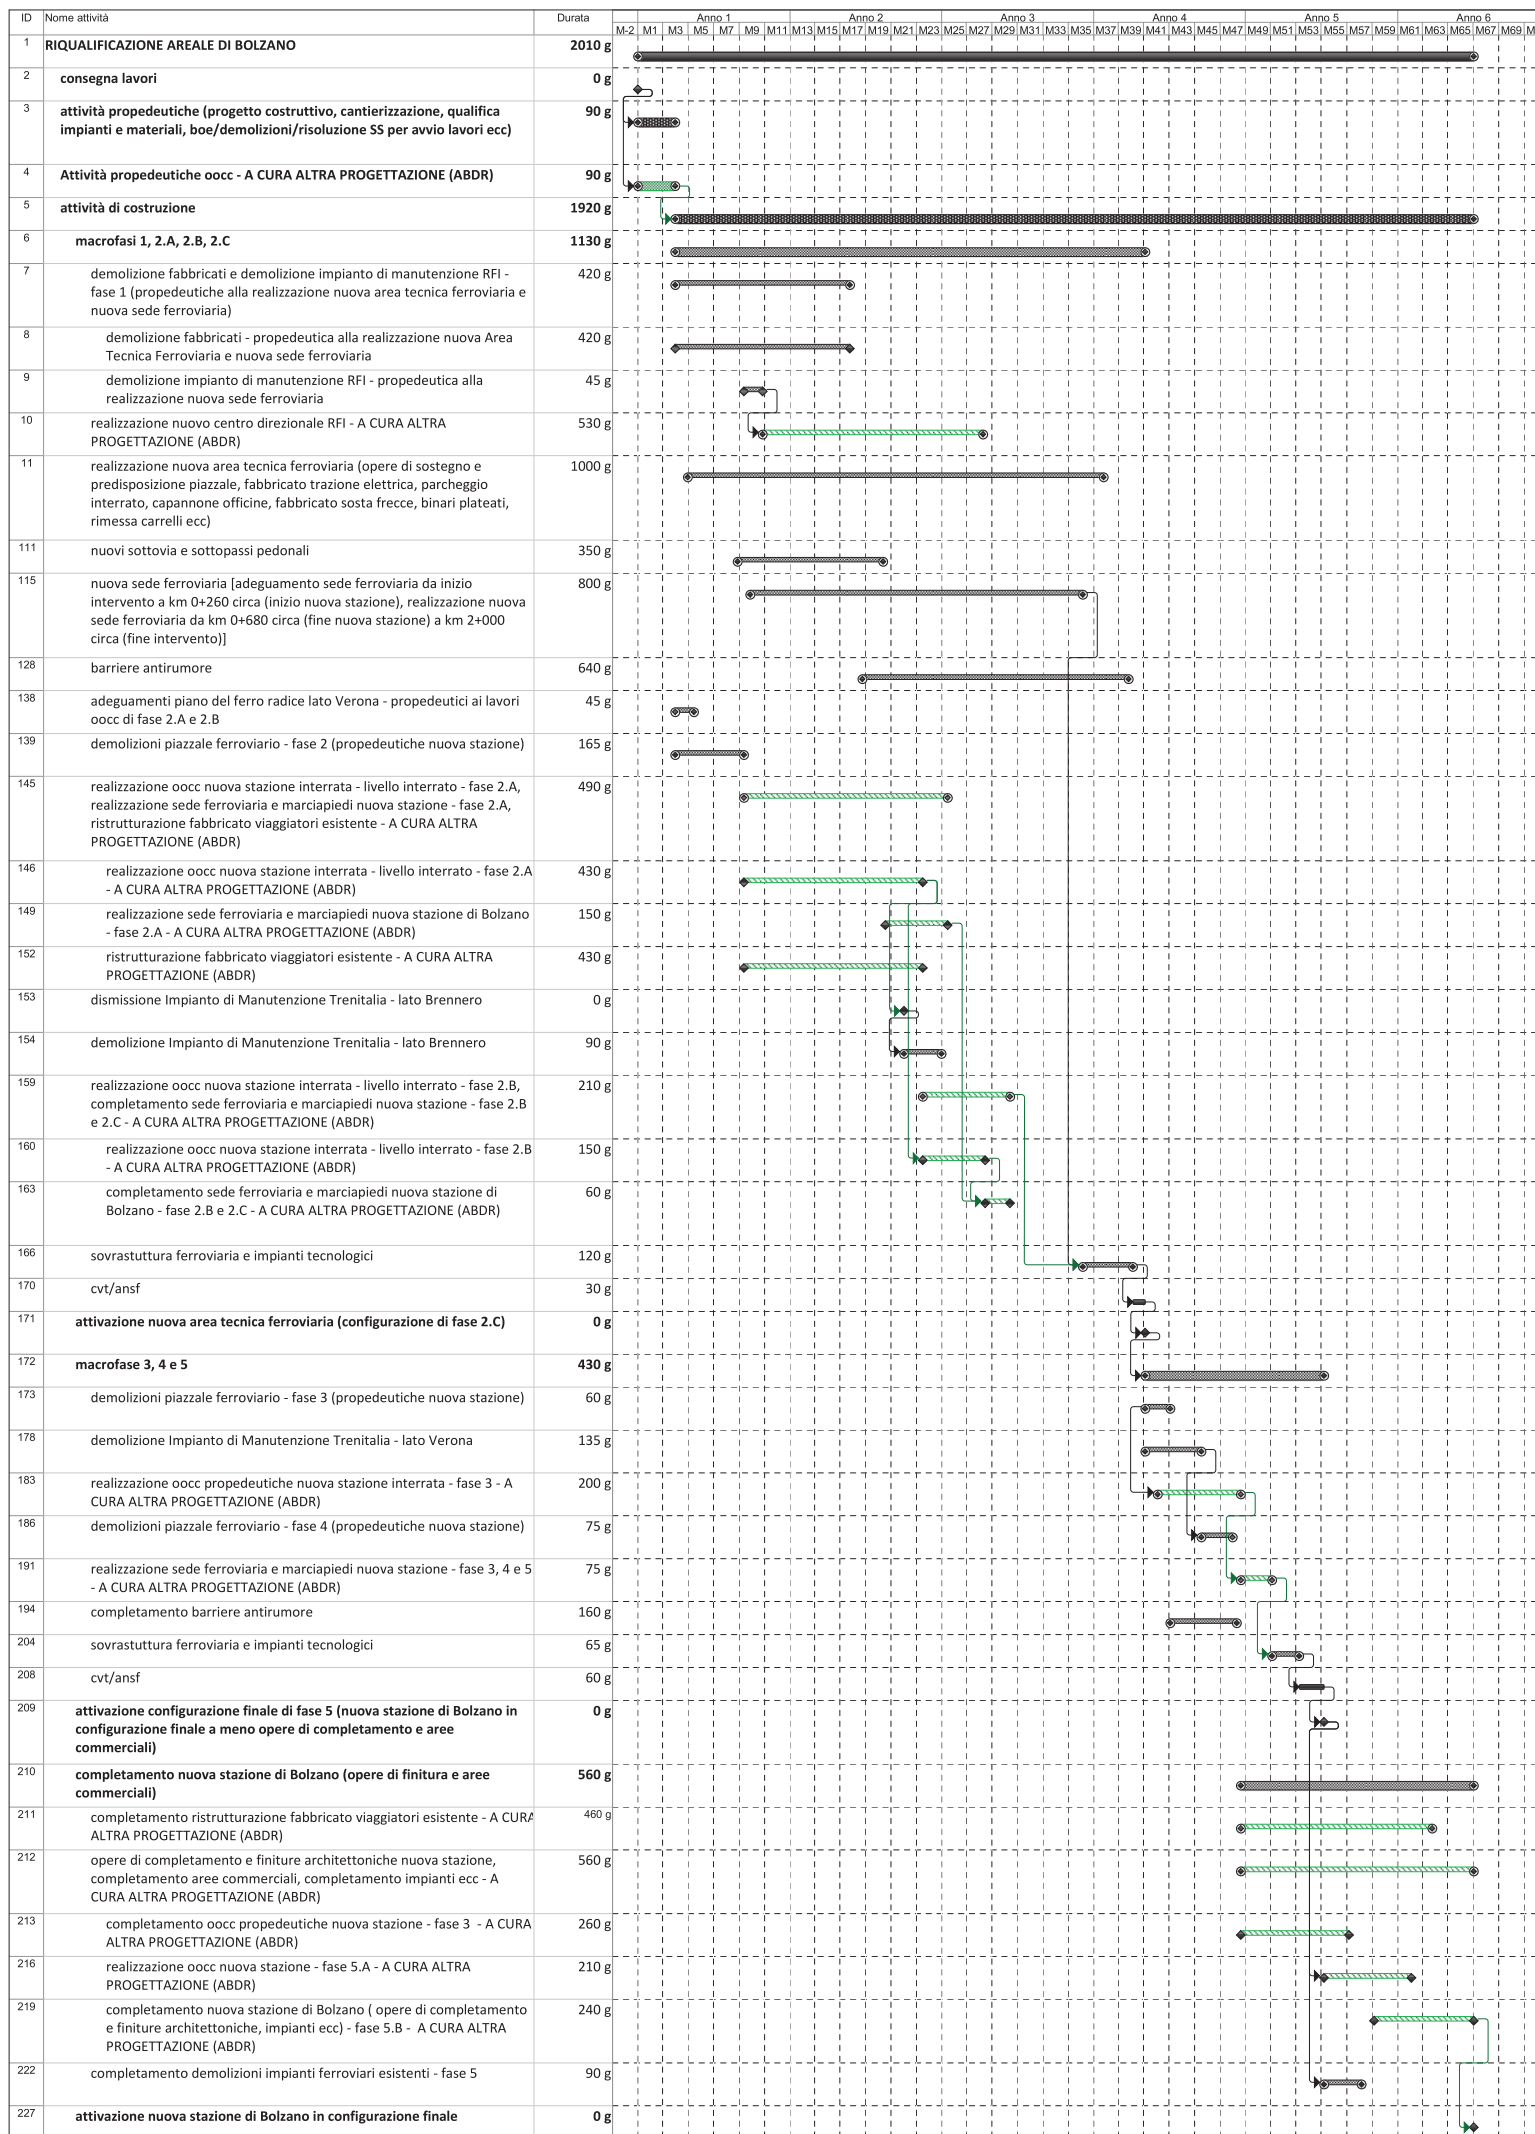 ID Nome attività Durata Anno 1 Anno 2 Anno 3 Anno 4 Anno 5 Anno 6
M-2 M1 M3 M5 M7 M9 M11 M13 M15 M17 M19 M21 M23 M25 M27 M29 M31 M33 M35 M37 M39 M41 M43 M45 M47 M49 M51 M53 M55 M57 M59 M61 M63 M65 M67 M69
1 RIQUALIFICAZIONE AREALE DI BOLZANO 2010 g
2 consegna lavori 0 g
3 attività propedeutiche (progetto costruttivo, cantierizzazione, qualifica 90 g
impianti e materiali, boe/demolizioni/risoluzione SS per avvio lavori ecc)
4 Attività propedeutiche oocc - A CURA ALTRA PROGETTAZIONE (ABDR) 90 g
5 attività di costruzione 1920 g
6 macrofasi 1, 2.A, 2.B, 2.C 1130 g
7 demolizione fabbricati e demolizione impianto di manutenzione RFI - 420 g
fase 1 (propedeutiche alla realizzazione nuova area tecnica ferroviaria e
nuova sede ferroviaria)
8 demolizione fabbricati - propedeutica alla realizzazione nuova Area 420 g
Tecnica Ferroviaria e nuova sede ferroviaria
9 demolizione impianto di manutenzione RFI - propedeutica alla 45 g
realizzazione nuova sede ferroviaria
10 realizzazione nuovo centro direzionale RFI - A CURA ALTRA 530 g
PROGETTAZIONE (ABDR)
11 realizzazione nuova area tecnica ferroviaria (opere di sostegno e 1000 g
predisposizione piazzale, fabbricato trazione elettrica, parcheggio
interrato, capannone officine, fabbricato sosta frecce, binari plateati,
rimessa carrelli ecc)
111 nuovi sottovia e sottopassi pedonali 350 g
115 nuova sede ferroviaria [adeguamento sede ferroviaria da inizio 800 g
intervento a km 0+260 circa (inizio nuova stazione), realizzazione nuova
sede ferroviaria da km 0+680 circa (fine nuova stazione) a km 2+000
circa (fine intervento)]
128 barriere antirumore 640 g
138 adeguamenti piano del ferro radice lato Verona - propedeutici ai lavori 45 g
oocc di fase 2.A e 2.B
139 demolizioni piazzale ferroviario - fase 2 (propedeutiche nuova stazione) 165 g
145 realizzazione oocc nuova stazione interrata - livello interrato - fase 2.A, 490 g
realizzazione sede ferroviaria e marciapiedi nuova stazione - fase 2.A,
ristrutturazione fabbricato viaggiatori esistente - A CURA ALTRA
PROGETTAZIONE (ABDR)
146 realizzazione oocc nuova stazione interrata - livello interrato - fase 2.A 430 g
- A CURA ALTRA PROGETTAZIONE (ABDR)
149 realizzazione sede ferroviaria e marciapiedi nuova stazione di Bolzano 150 g
- fase 2.A - A CURA ALTRA PROGETTAZIONE (ABDR)
152 ristrutturazione fabbricato viaggiatori esistente - A CURA ALTRA 430 g
PROGETTAZIONE (ABDR)
153 dismissione Impianto di Manutenzione Trenitalia - lato Brennero 0 g
154 demolizione Impianto di Manutenzione Trenitalia - lato Brennero 90 g
159 realizzazione oocc nuova stazione interrata - livello interrato - fase 2.B, 210 g
completamento sede ferroviaria e marciapiedi nuova stazione - fase 2.B
e 2.C - A CURA ALTRA PROGETTAZIONE (ABDR)
160 realizzazione oocc nuova stazione interrata - livello interrato - fase 2.B 150 g
- A CURA ALTRA PROGETTAZIONE (ABDR)
163 completamento sede ferroviaria e marciapiedi nuova stazione di 60 g
Bolzano - fase 2.B e 2.C - A CURA ALTRA PROGETTAZIONE (ABDR)
166 sovrastuttura ferroviaria e impianti tecnologici 120 g
170 cvt/ansf 30 g
171 attivazione nuova area tecnica ferroviaria (configurazione di fase 2.C) 0 g
172 macrofase 3, 4 e 5 430 g
173 demolizioni piazzale ferroviario - fase 3 (propedeutiche nuova stazione) 60 g
178 demolizione Impianto di Manutenzione Trenitalia - lato Verona 135 g
183 realizzazione oocc propedeutiche nuova stazione interrata - fase 3 - A 200 g
CURA ALTRA PROGETTAZIONE (ABDR)
186 demolizioni piazzale ferroviario - fase 4 (propedeutiche nuova stazione) 75 g
191 realizzazione sede ferroviaria e marciapiedi nuova stazione - fase 3, 4 e 5 75 g
- A CURA ALTRA PROGETTAZIONE (ABDR)
194 completamento barriere antirumore 160 g
204 sovrastuttura ferroviaria e impianti tecnologici 65 g
208 cvt/ansf 60 g
209 attivazione configurazione finale di fase 5 (nuova stazione di Bolzano in 0 g
configurazione finale a meno opere di completamento e aree
commerciali)
210 completamento nuova stazione di Bolzano (opere di finitura e aree 560 g
commerciali)
211 completamento ristrutturazione fabbricato viaggiatori esistente - A CURA 460 g
ALTRA PROGETTAZIONE (ABDR)
212 opere di completamento e finiture architettoniche nuova stazione, 560 g
completamento aree commerciali, completamento impianti ecc - A
CURA ALTRA PROGETTAZIONE (ABDR)
213 completamento oocc propedeutiche nuova stazione - fase 3 - A CURA 260 g
ALTRA PROGETTAZIONE (ABDR)
216 realizzazione oocc nuova stazione - fase 5.A - A CURA ALTRA 210 g
PROGETTAZIONE (ABDR)
219 completamento nuova stazione di Bolzano ( opere di completamento 240 g
e finiture architettoniche, impianti ecc) - fase 5.B - A CURA ALTRA
PROGETTAZIONE (ABDR)
222 completamento demolizioni impianti ferroviari esistenti - fase 5 90 g
227 attivazione nuova stazione di Bolzano in configurazione finale 0 g